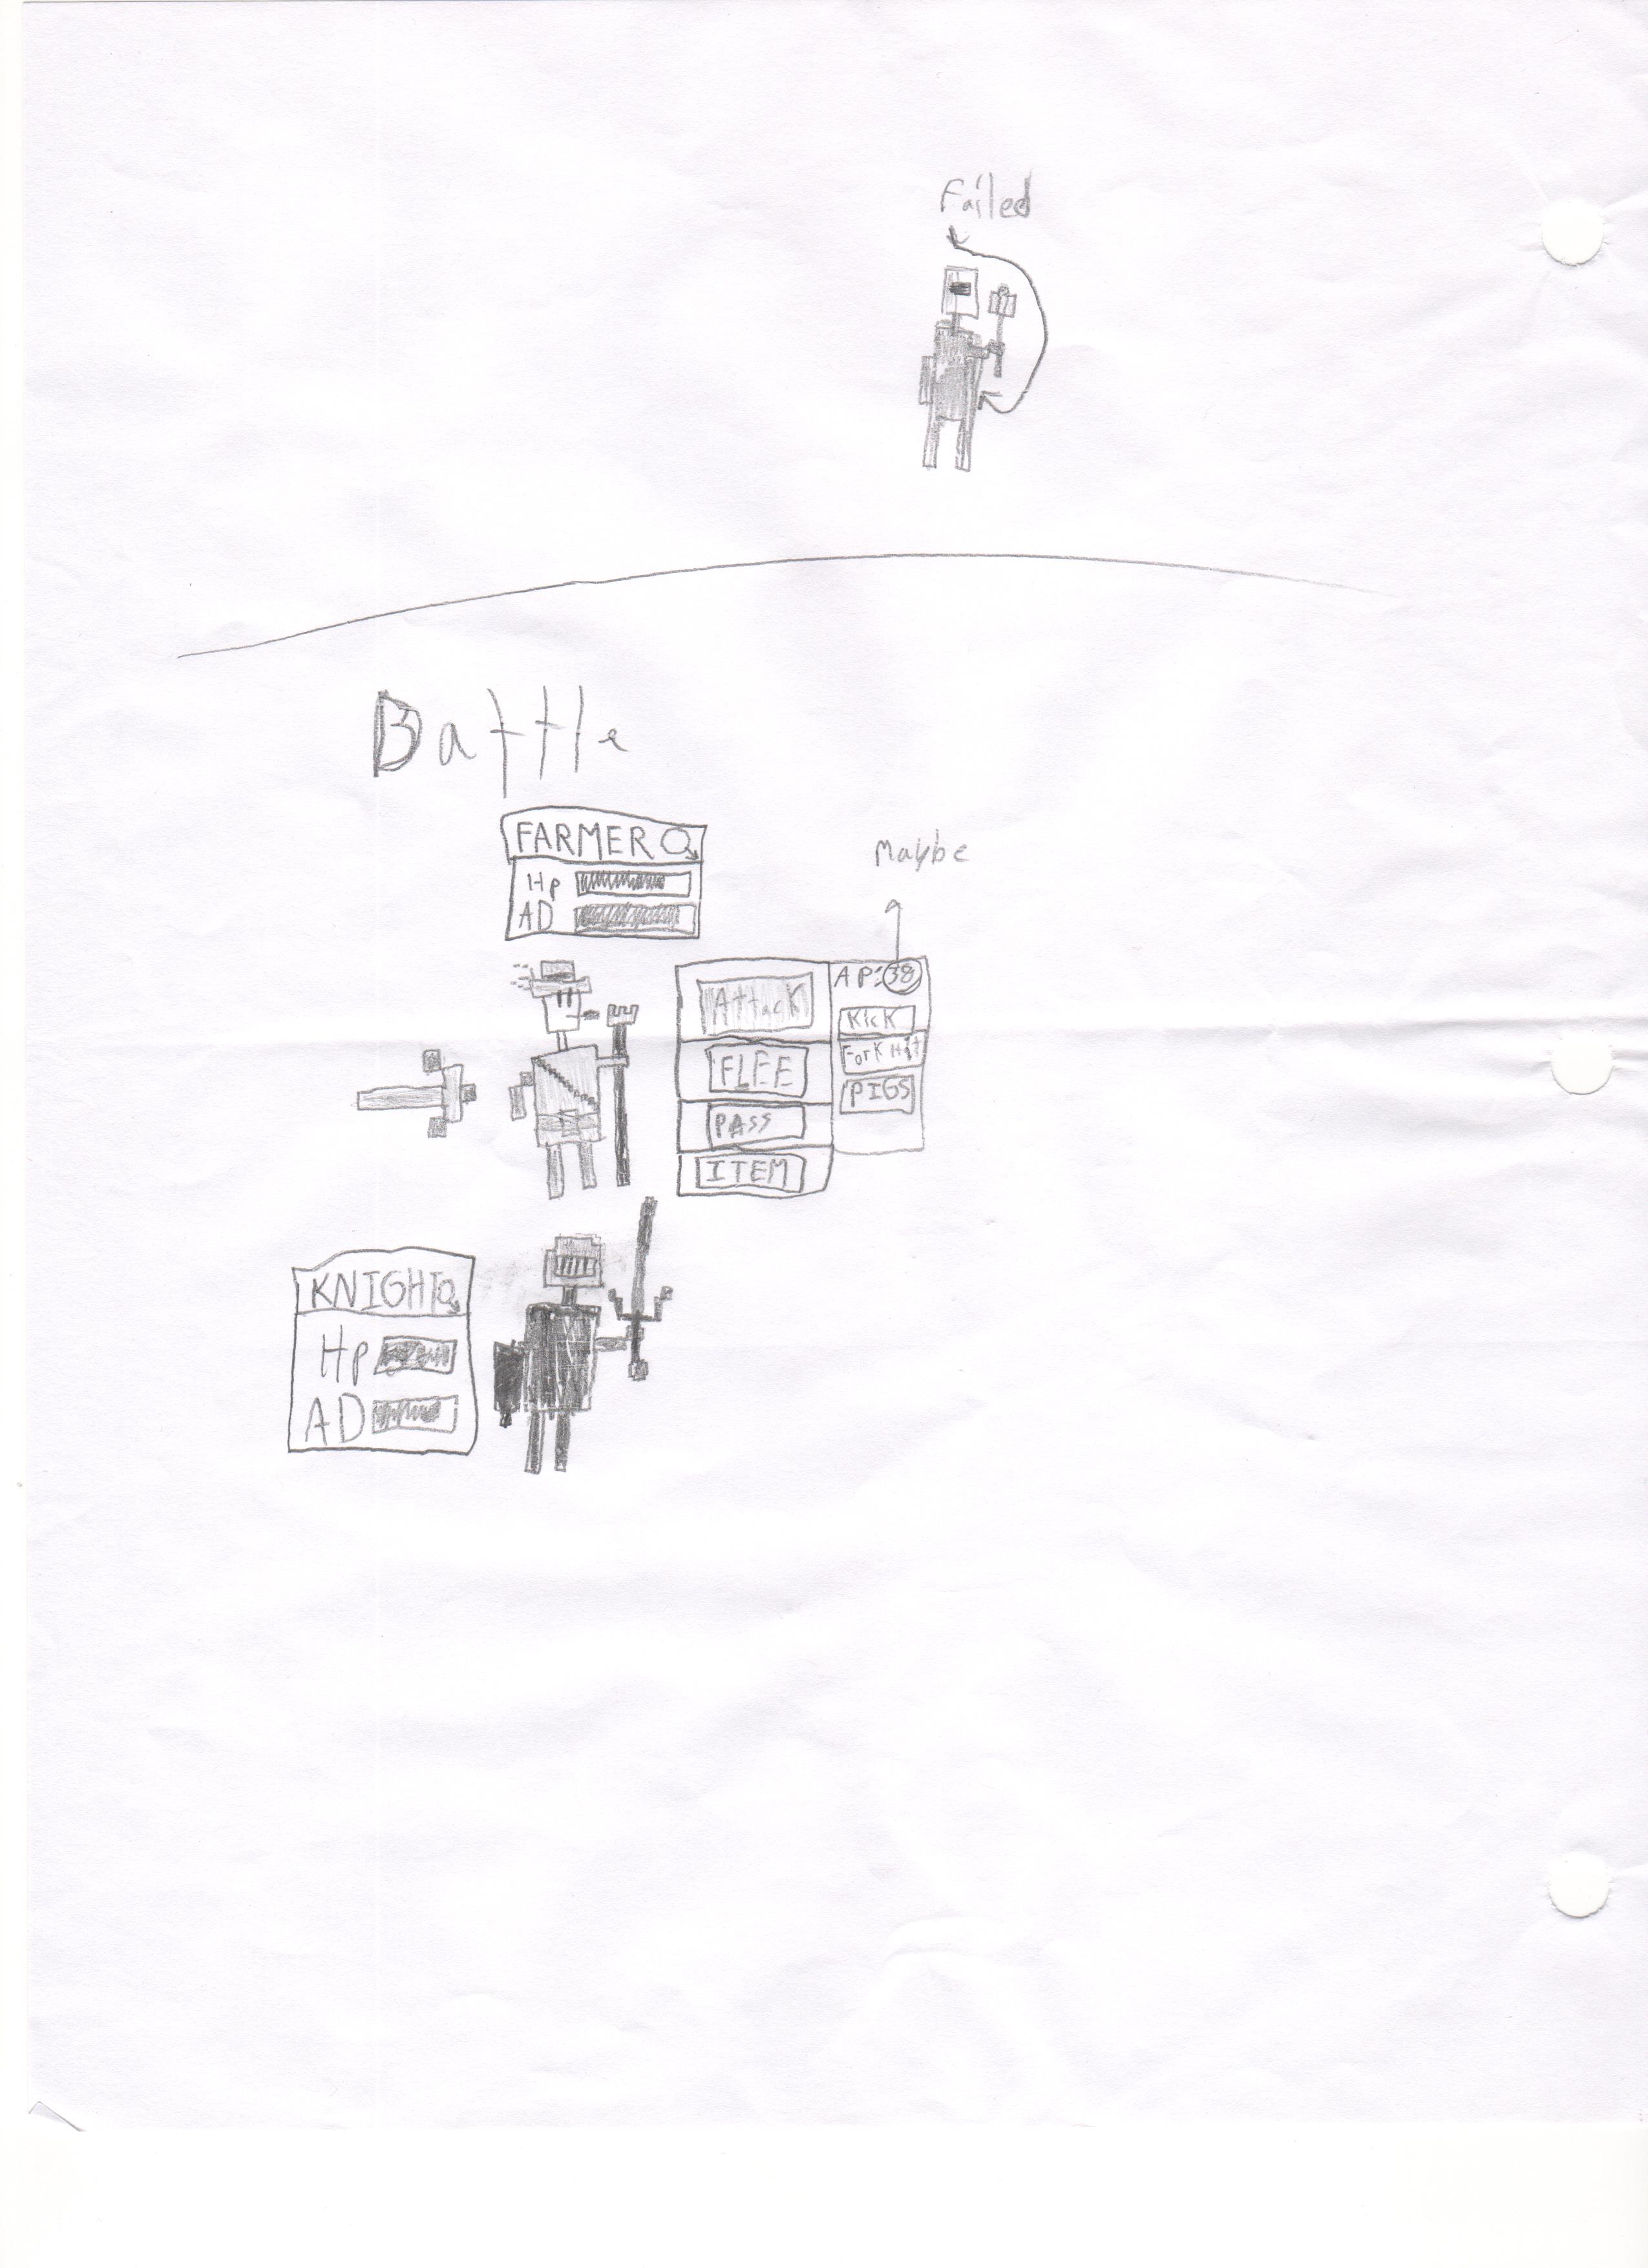 Failed
Battle
FARMER
Hp
AD
Maybe
Attack
FLEE
PASS
ITEM
AP: 38
Kick
Fork Hit
PIGS
KNIGHT
Hp
AD